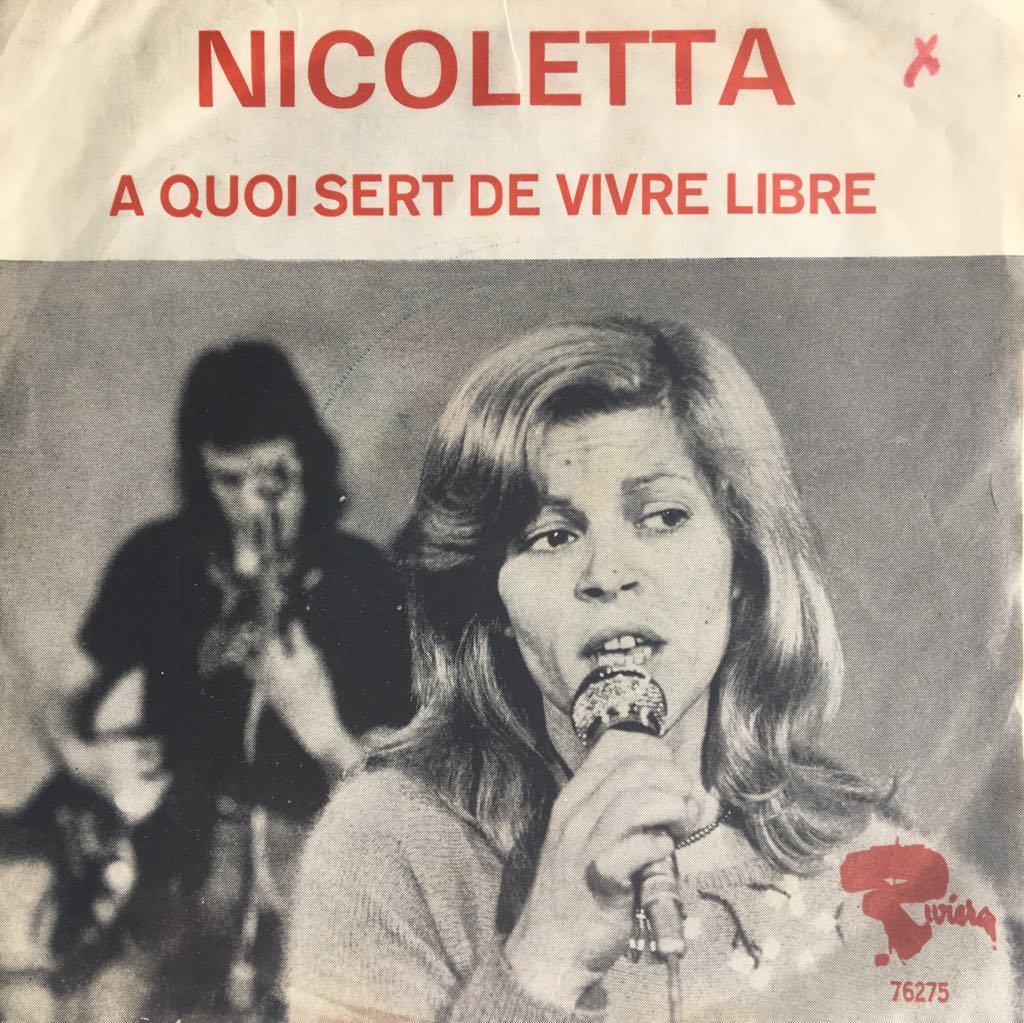 NICOLETTA
A QUOI SERT DE VIVRE LIBRE
Riviera
76275